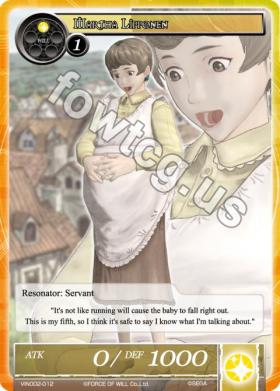 Martha Lipponen
WILL
1
fowtcg.us
Resonator: Servant
"It's not like running will cause the baby to fall right out.
This is my fifth, so I think it's safe to say I know what I'm talking about."
ATK 0/ DEF 1000
VIN002-012 ©FORCE OF WILL Co.,Ltd. ©SEGA